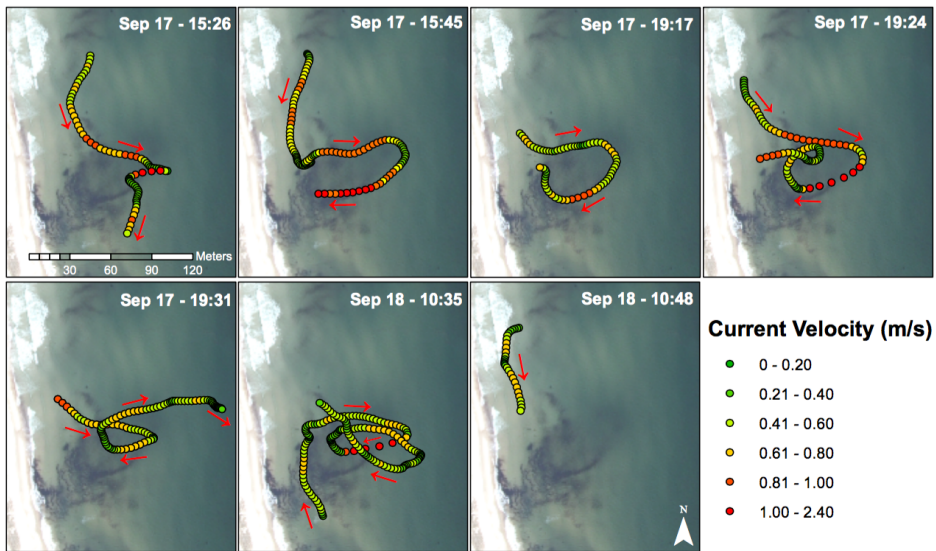 Sep 17 - 15:26
Sep 17 - 15:45
Sep 17 - 19:17
Sep 17 - 19:24
Meters
30 60 90 120
Sep 17 - 19:31
Sep 18 - 10:35
Sep 18 - 10:48
N
Current Velocity (m/s)
0 - 0.20
0.21 - 0.40
0.41 - 0.60
0.61 - 0.80
0.81 - 1.00
1.00 - 2.40